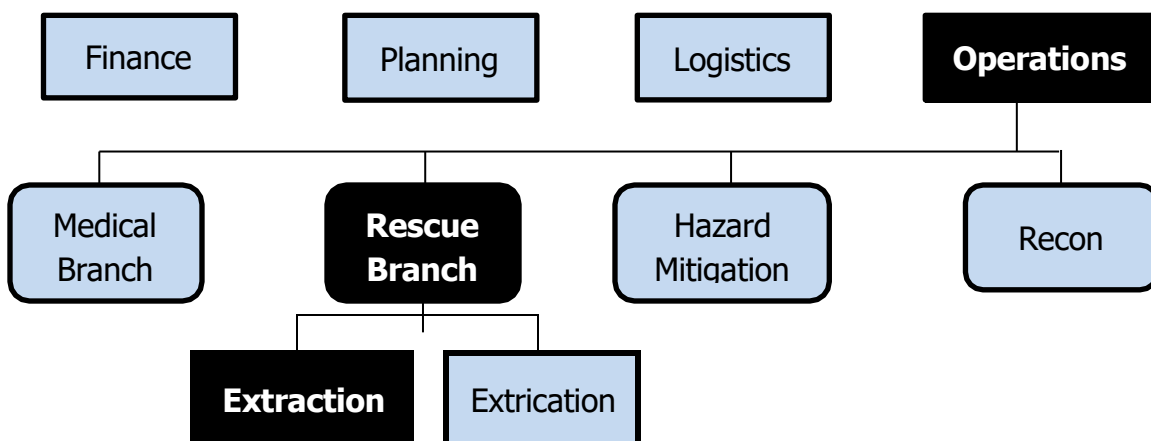 Finance
Planning
Logistics
Operations
Medical
Branch
Rescue
Branch
Hazard
Mitigation
Recon
Extraction
Extrication